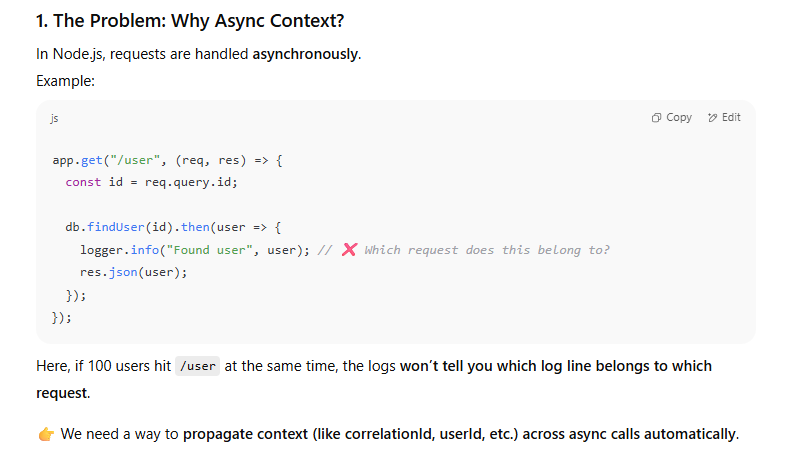 1. The Problem: Why Async Context?
In Node.js, requests are handled asynchronously.
Example:
js
Copy
Edit
app.get("/user", (req, res) => {
  const id = req.query.id;
  db.findUser(id).then(user => {
    logger.info("Found user", user); // ❌ Which request does this belong to?
    res.json(user);
  });
});
Here, if 100 users hit /user at the same time, the logs won’t tell you which log line belongs to which
request.
👉 We need a way to propagate context (like correlationId, userId, etc.) across async calls automatically.